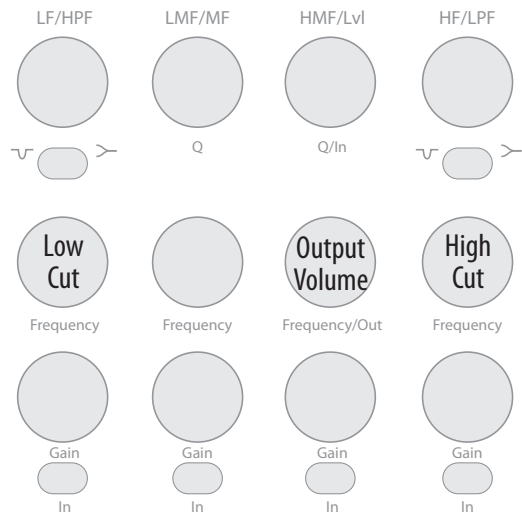 LF/HPF LMF/MF HMF/Lvl HF/LPF
Q Q/In
Low Cut Output Volume High Cut
Frequency Frequency Frequency/Out Frequency
Gain Gain Gain Gain
In In In In